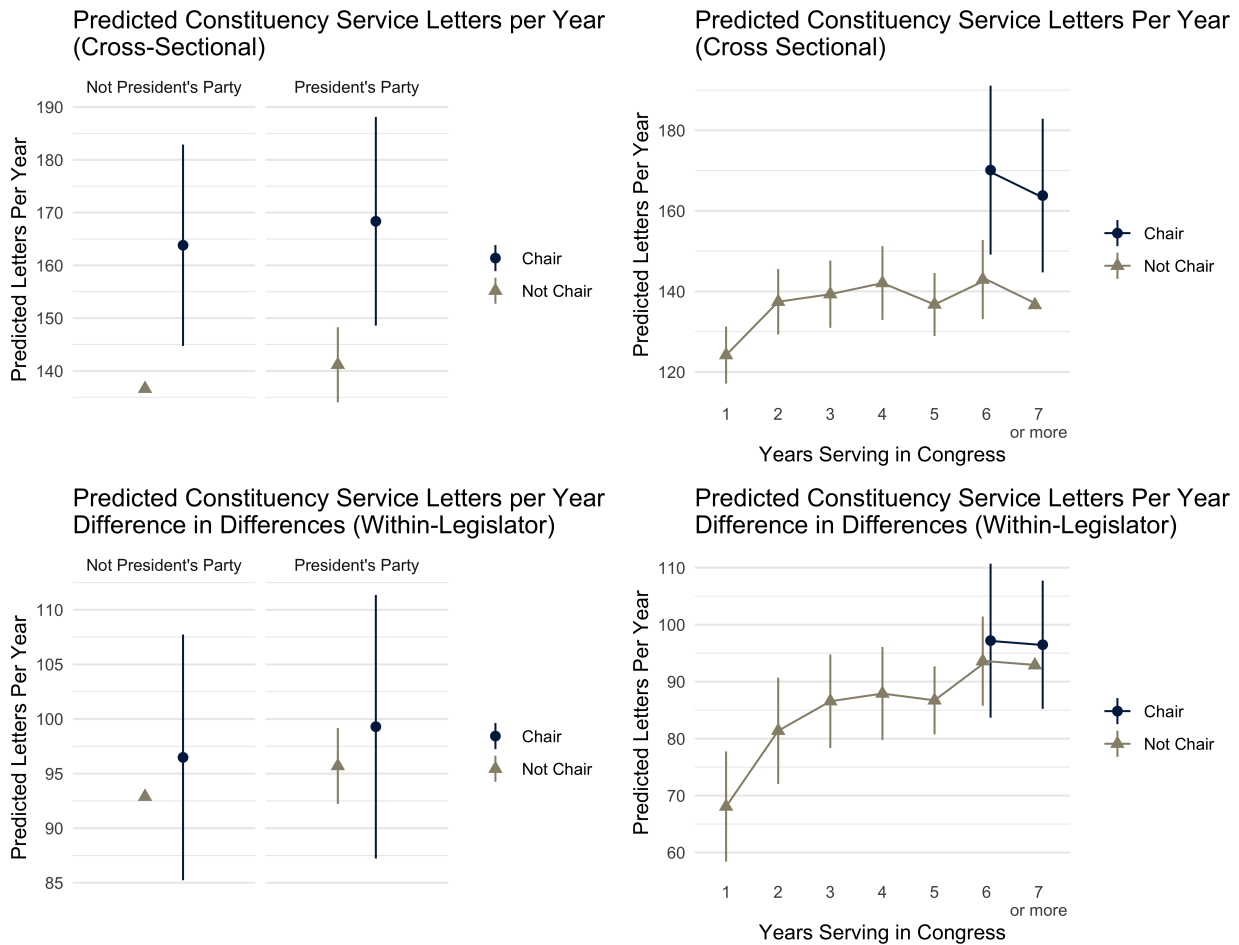 Predicted Constituency Service Letters per Year
(Cross-Sectional)
Not President's Party
President's Party
Predicted Letters Per Year
190
180
170
160
150
140
Chair
Not Chair
Predicted Constituency Service Letters Per Year
(Cross Sectional)
Predicted Letters Per Year
180
160
140
120
1 2 3 4 5 6 7
or more
Years Serving in Congress
Chair
Not Chair
Predicted Constituency Service Letters per Year
Difference in Differences (Within-Legislator)
Not President's Party
President's Party
Predicted Letters Per Year
110
105
100
95
90
85
Chair
Not Chair
Predicted Constituency Service Letters Per Year
Difference in Differences (Within-Legislator)
Predicted Letters Per Year
110
100
90
80
70
60
1 2 3 4 5 6 7
or more
Years Serving in Congress
Chair
Not Chair